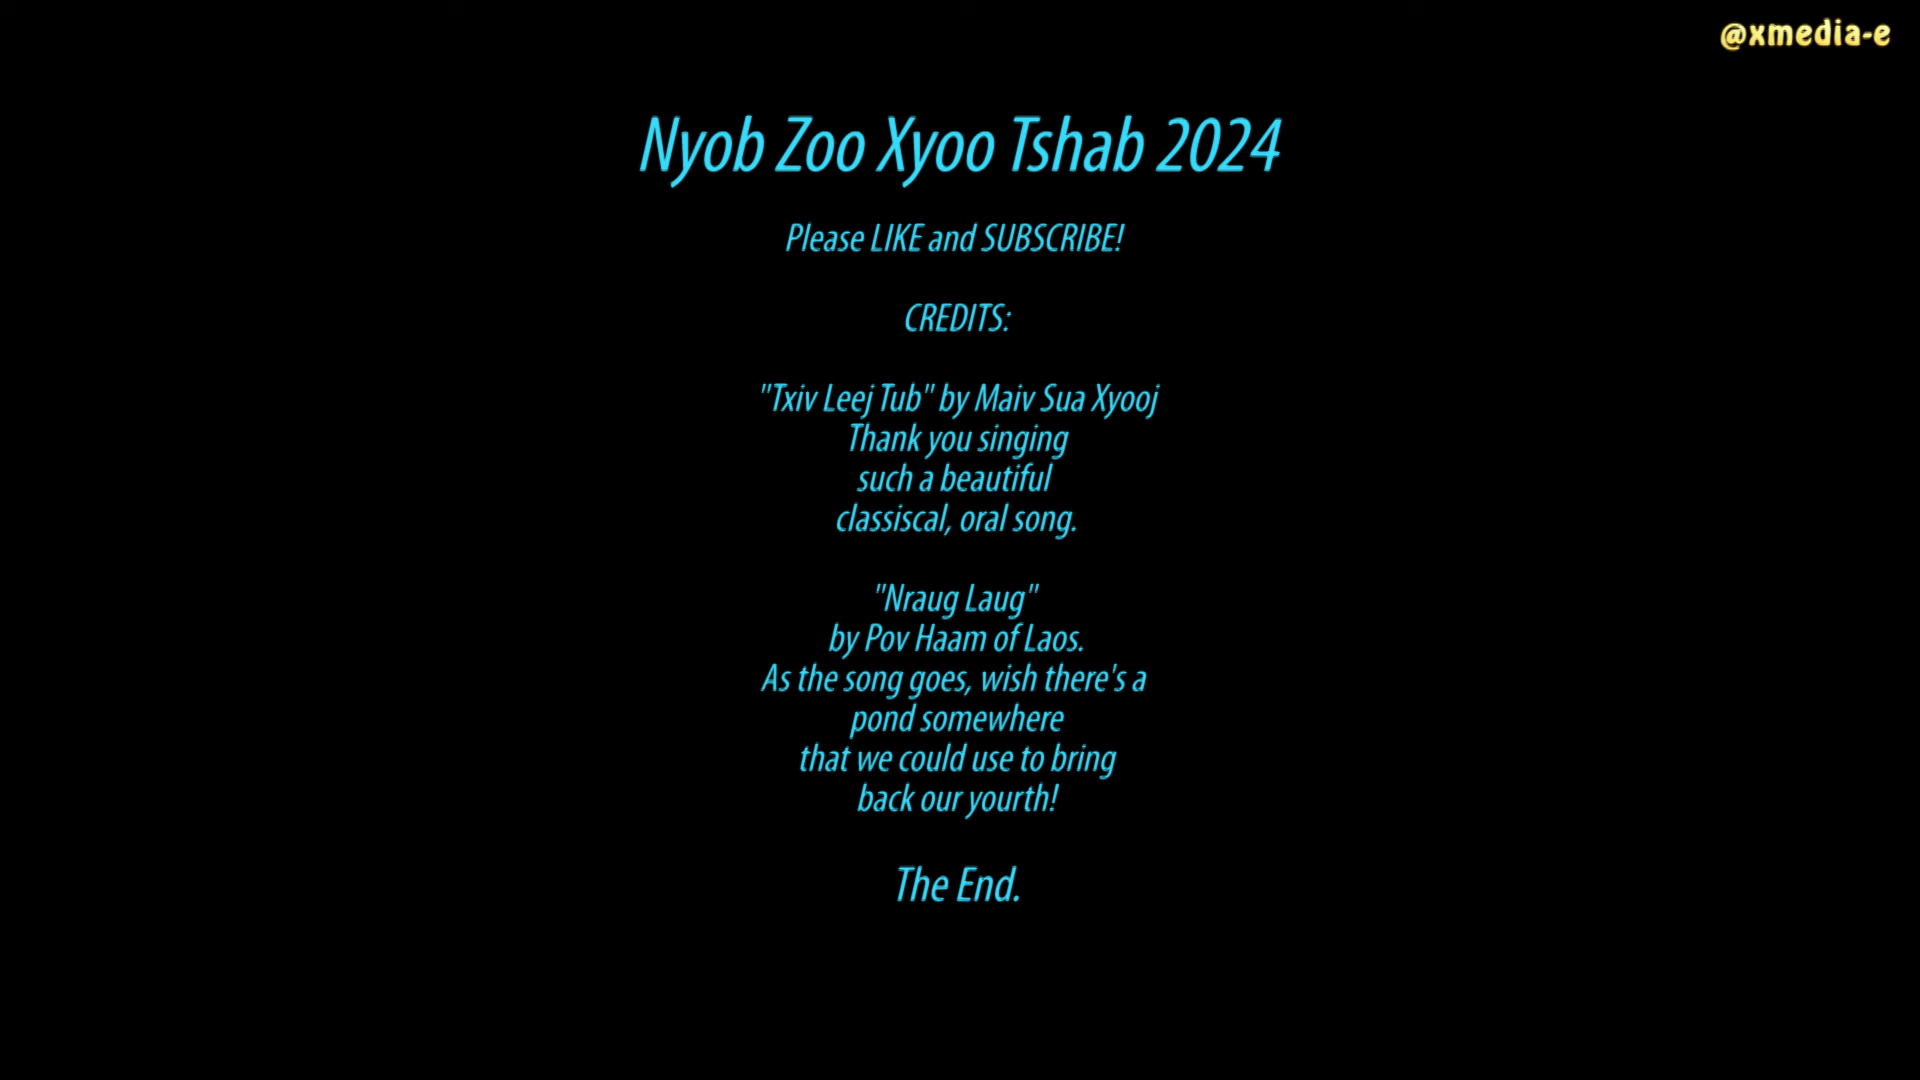 @xmedia-e
Nyob Zoo Xyoo Tshab 2024
Please LIKE and SUBSCRIBE!
CREDITS:
"Txiv Leej Tub" by Maiv Sua Xyooj
Thank you singing
such a beautiful
classiscal, oral song.
"Nraug Laug"
by Pov Haam of Laos.
As the song goes, wish there's a
pond somewhere
that we could use to bring
back our yourth!
The End.